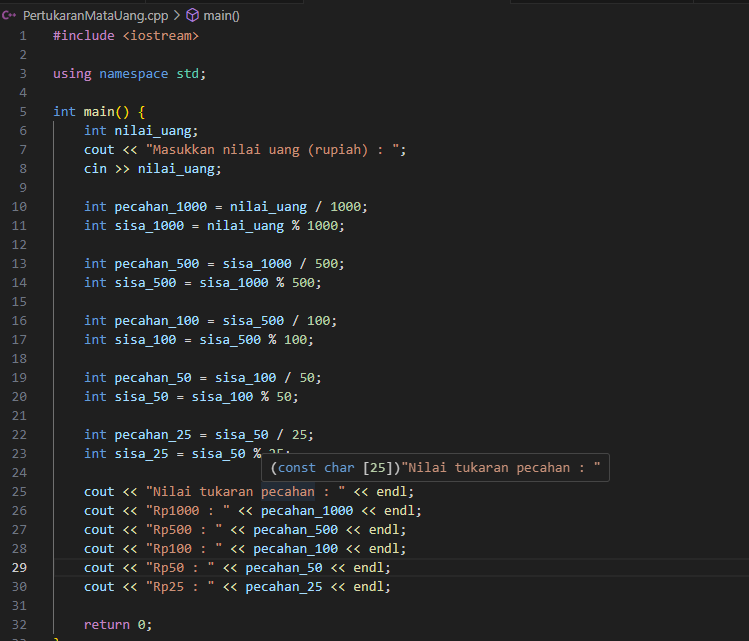 PertukaranMataUang.cpp > main()
1 #include <iostream>
2
3 using namespace std;
4
5 int main() {
6 int nilai_uang;
7 cout << "Masukkan nilai uang (rupiah) : ";
8 cin >> nilai_uang;
9
10 int pecahan_1000 = nilai_uang / 1000;
11 int sisa_1000 = nilai_uang % 1000;
12
13 int pecahan_500 = sisa_1000 / 500;
14 int sisa_500 = sisa_1000 % 500;
15
16 int pecahan_100 = sisa_500 / 100;
17 int sisa_100 = sisa_500 % 100;
18
19 int pecahan_50 = sisa_100 / 50;
20 int sisa_50 = sisa_100 % 50;
21
22 int pecahan_25 = sisa_50 / 25;
23 int sisa_25 = sisa_50 % 25;
(const char [25])"Nilai tukaran pecahan : "
24
25 cout << "Nilai tukaran pecahan : " << endl;
26 cout << "Rp1000 : " << pecahan_1000 << endl;
27 cout << "Rp500 : " << pecahan_500 << endl;
28 cout << "Rp100 : " << pecahan_100 << endl;
29 cout << "Rp50 : " << pecahan_50 << endl;
30 cout << "Rp25 : " << pecahan_25 << endl;
31
32 return 0;